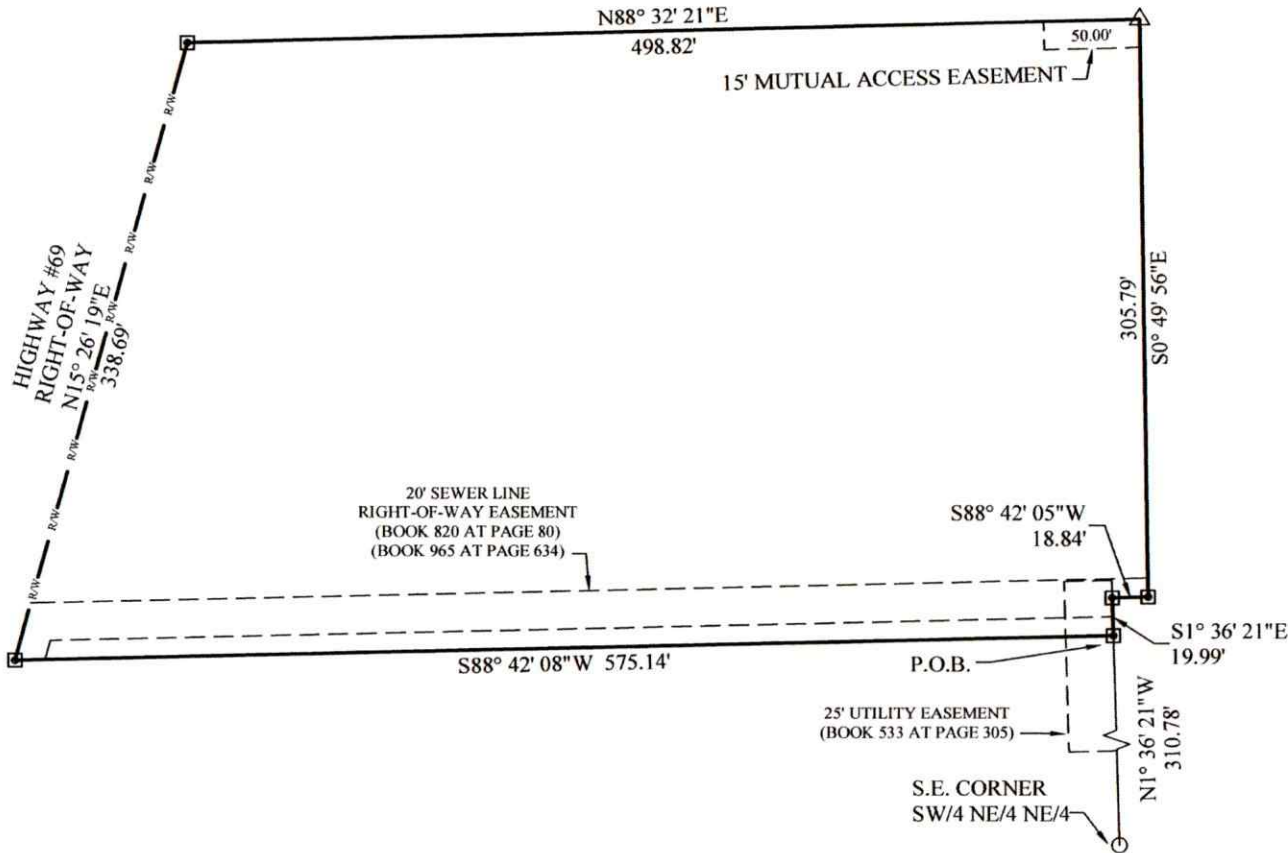 N88° 32' 21"E
498.82'
50.00'
15' MUTUAL ACCESS EASEMENT
R/W
R/W
R/W
R/W
R/W
R/W
R/W
R/W
HIGHWAY #69
RIGHT-OF-WAY
N15° 26' 19"E
338.69'
305.79'
S0° 49' 56"E
20' SEWER LINE
RIGHT-OF-WAY EASEMENT
(BOOK 820 AT PAGE 80)
(BOOK 965 AT PAGE 634)
S88° 42' 05"W
18.84'
S1° 36' 21"E
19.99'
S88° 42' 08"W 575.14'
P.O.B.
25' UTILITY EASEMENT
(BOOK 533 AT PAGE 305)
N1° 36' 21"W
310.78'
S.E. CORNER
SW/4 NE/4 NE/4